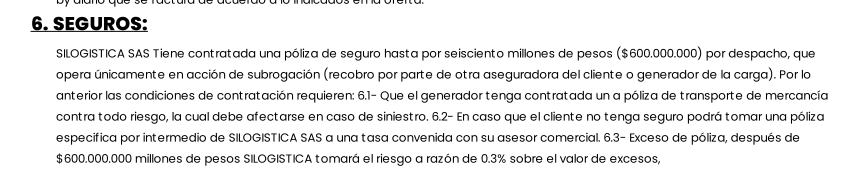 by diario que se factura de acuerdo a lo indicados en la oferta.
6. SEGUROS:
SILOGISTICA SAS Tiene contratada una póliza de seguro hasta por seisciento millones de pesos ($600.000.000) por despacho, que
opera únicamente en acción de subrogación (recobro por parte de otra aseguradora del cliente o generador de la carga). Por lo
anterior las condiciones de contratación requieren: 6.1- Que el generador tenga contratada un a póliza de transporte de mercancía
contra todo riesgo, la cual debe afectarse en caso de siniestro. 6.2- En caso que el cliente no tenga seguro podrá tomar una póliza
especifica por intermedio de SILOGISTICA SAS a una tasa convenida con su asesor comercial. 6.3- Exceso de póliza, después de
$600.000.000 millones de pesos SILOGISTICA tomará el riesgo a razón de 0.3% sobre el valor de excesos,